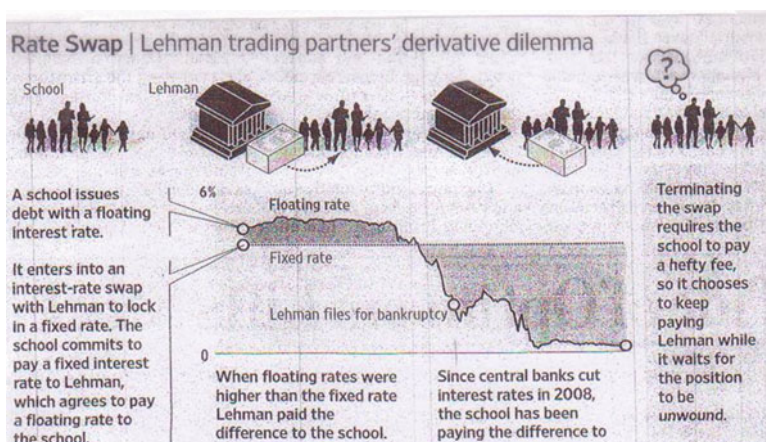 Rate Swap | Lehman trading partners' derivative dilemma
School
Lehman
?
A school issues
debt with a floating
interest rate.
It enters into an
interest-rate swap
with Lehman to lock
in a fixed rate. The
school commits to
pay a fixed interest
rate to Lehman,
which agrees to pay
a floating rate to
the school.
6%
Floating rate
Fixed rate
Lehman files for bankruptcy
0
When floating rates were
higher than the fixed rate
Lehman paid the
difference to the school.
Since central banks cut
interest rates in 2008,
the school has been
paying the difference to
Terminating
the swap
requires the
school to pay
a hefty fee,
so it chooses
to keep
paying
Lehman while
it waits for
the position
to be
unwound.